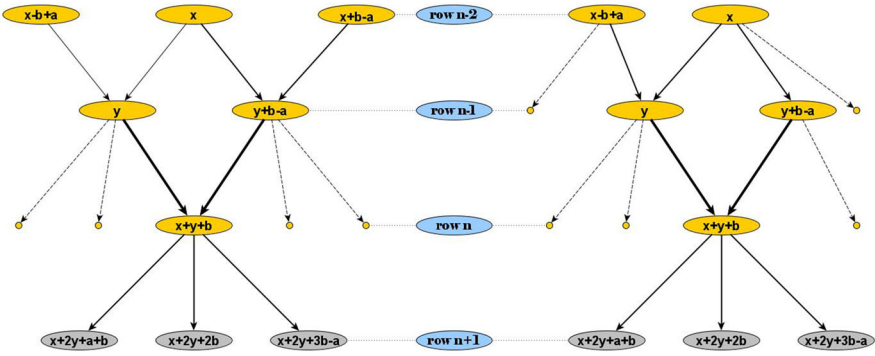 x-b+a x x+b-a row n-2 x-b+a x
y y+b-a row n-1 y y+b-a
x+y+b row n x+y+b
x+2y+a+b x+2y+2b x+2y+3b-a row n+1 x+2y+a+b x+2y+2b x+2y+3b-a